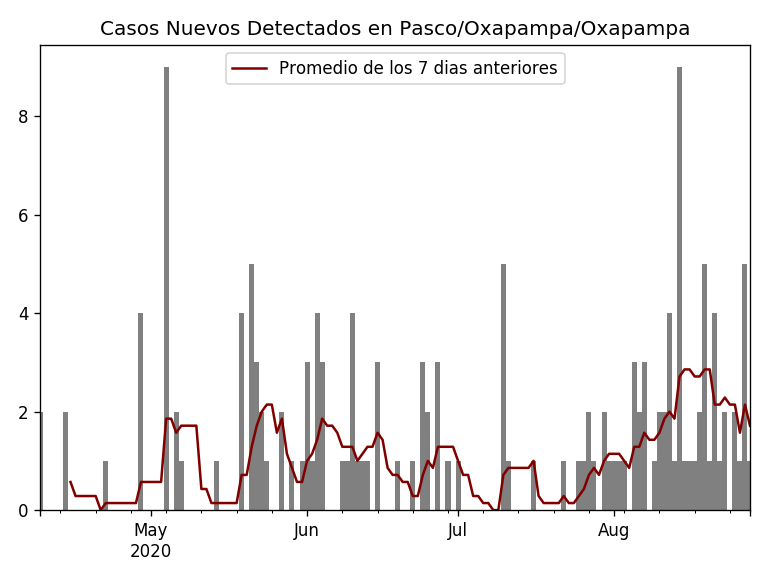 Casos Nuevos Detectados en Pasco/Oxapampa/Oxapampa
Promedio de los 7 dias anteriores
8
6
4
2
0
May
2020
Jun
Jul
Aug